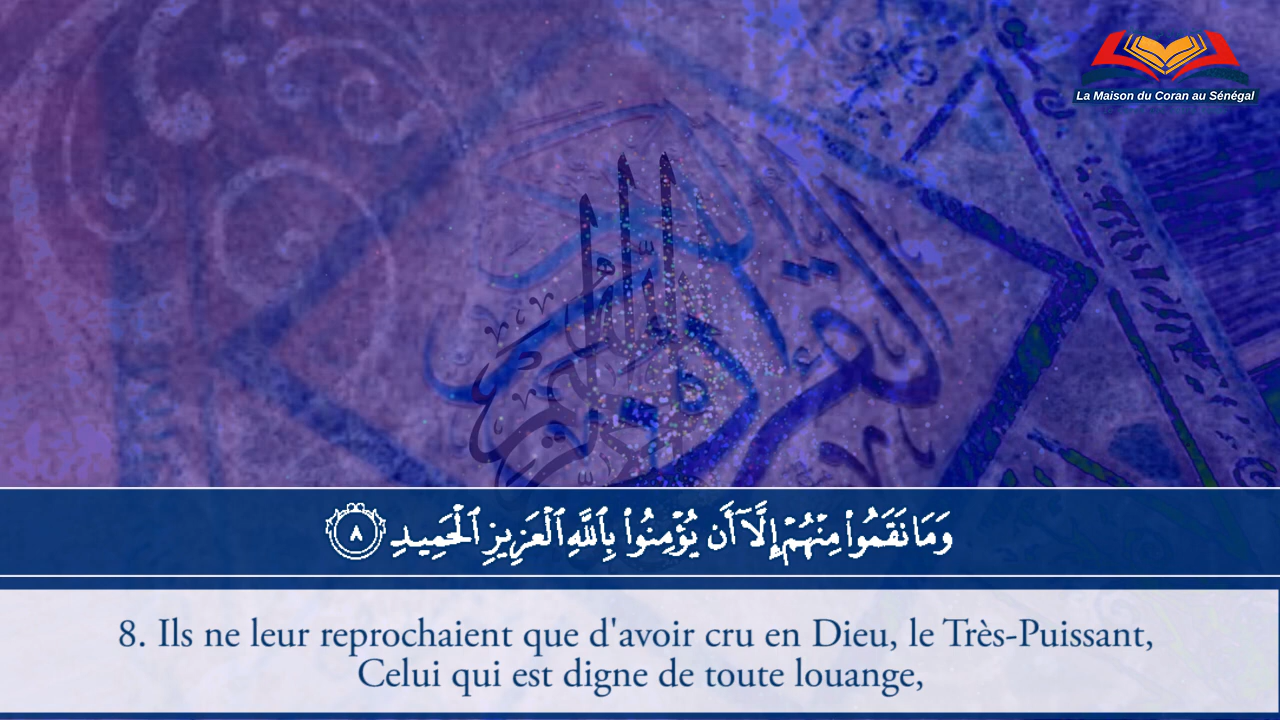 La Maison du Coran au Sénégal
وَمَا نَقَمُوا۟ مِنْهُمْ إِلَّآ أَن يُؤْمِنُوا۟ بِٱللَّهِ ٱلْعَزِيزِ ٱلْحَمِيدِ ٨
8. Ils ne leur reprochaient que d'avoir cru en Dieu, le Très-Puissant,
Celui qui est digne de toute louange,